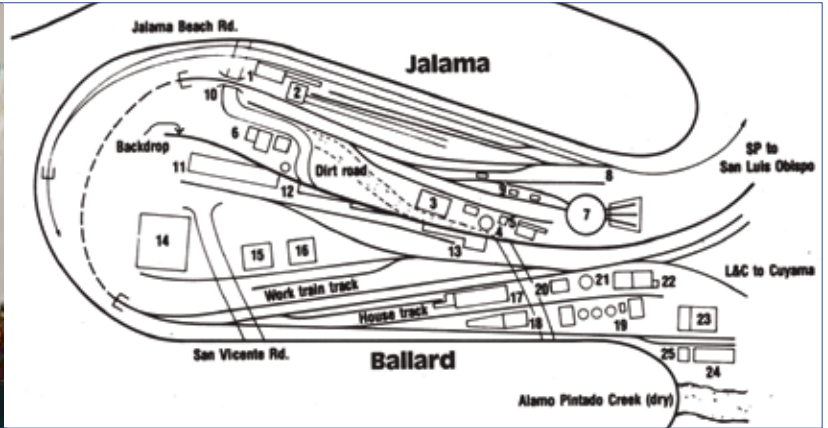 Jalama Beach Rd.
Jalama
1
2
10
6
Backdrop
11
Dirt road
12
8
SP to
San Luis Obispo
9
3
5
4
7
13
14
15
16
L&C to Cuyama
Work train track
20
21
22
17
House track
18
19
23
San Vicente Rd.
Ballard
25
24
Alamo Pintado Creek (dry)